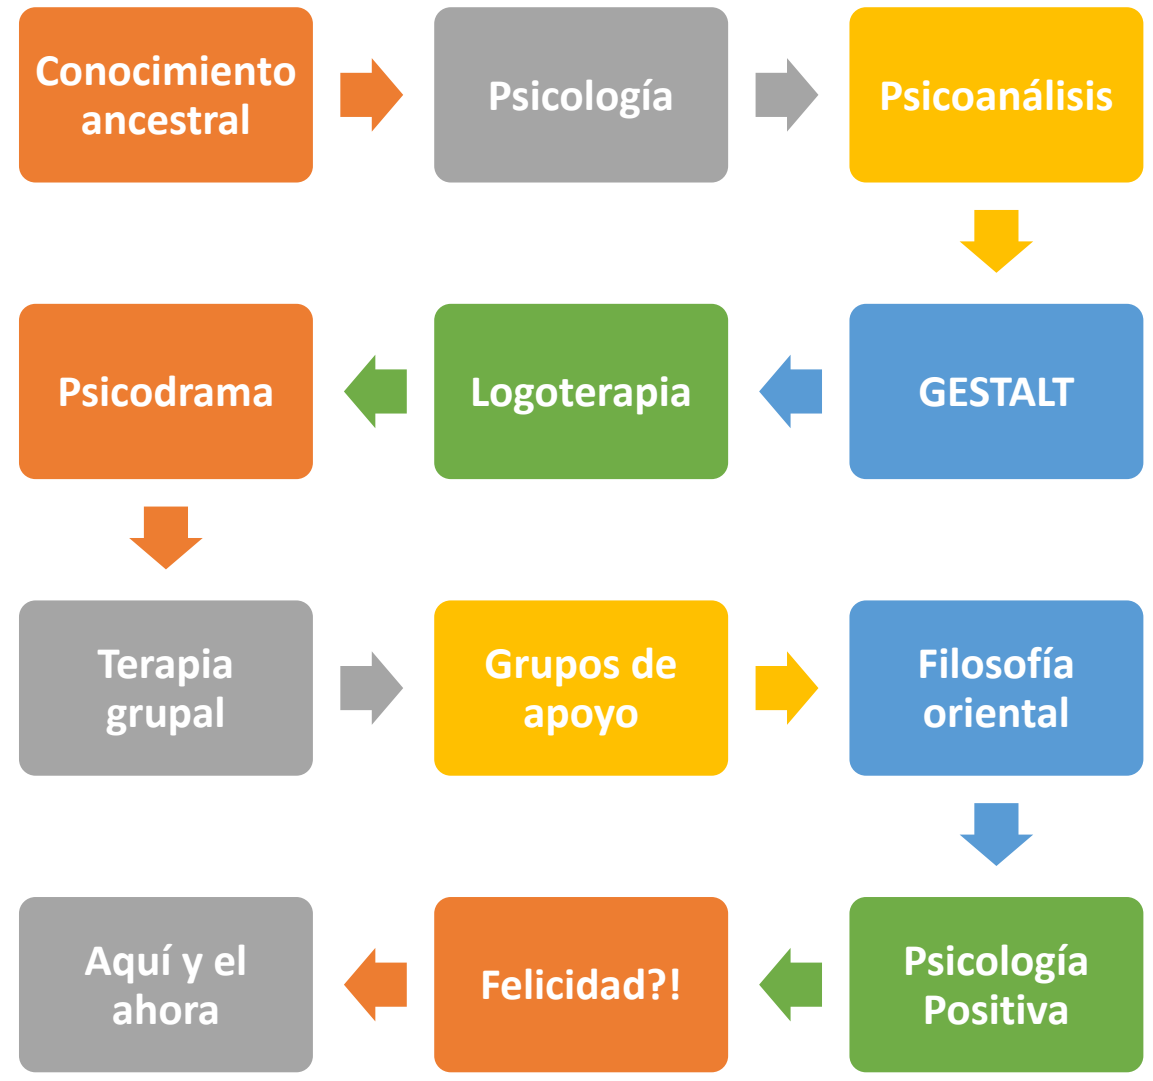 Conocimiento
ancestral
Psicología
Psicoanálisis
GESTALT
Logoterapia
Psicodrama
Terapia
grupal
Grupos de
apoyo
Filosofía
oriental
Psicología
Positiva
Felicidad?!
Aquí y el
ahora